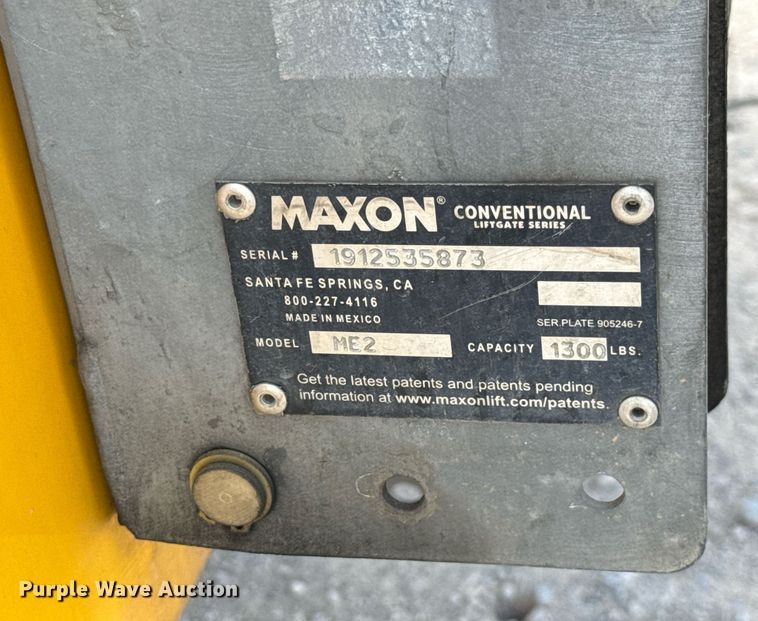 MAXON® CONVENTIONAL
LIFTGATE SERIES
SERIAL # 1912535873
SANTA FE SPRINGS, CA
800-227-4116
MADE IN MEXICO
SER.PLATE 905246-7
MODEL ME2 CAPACITY 1300 LBS.
Get the latest patents and patents pending
information at www.maxonlift.com/patents.
Purple Wave Auction